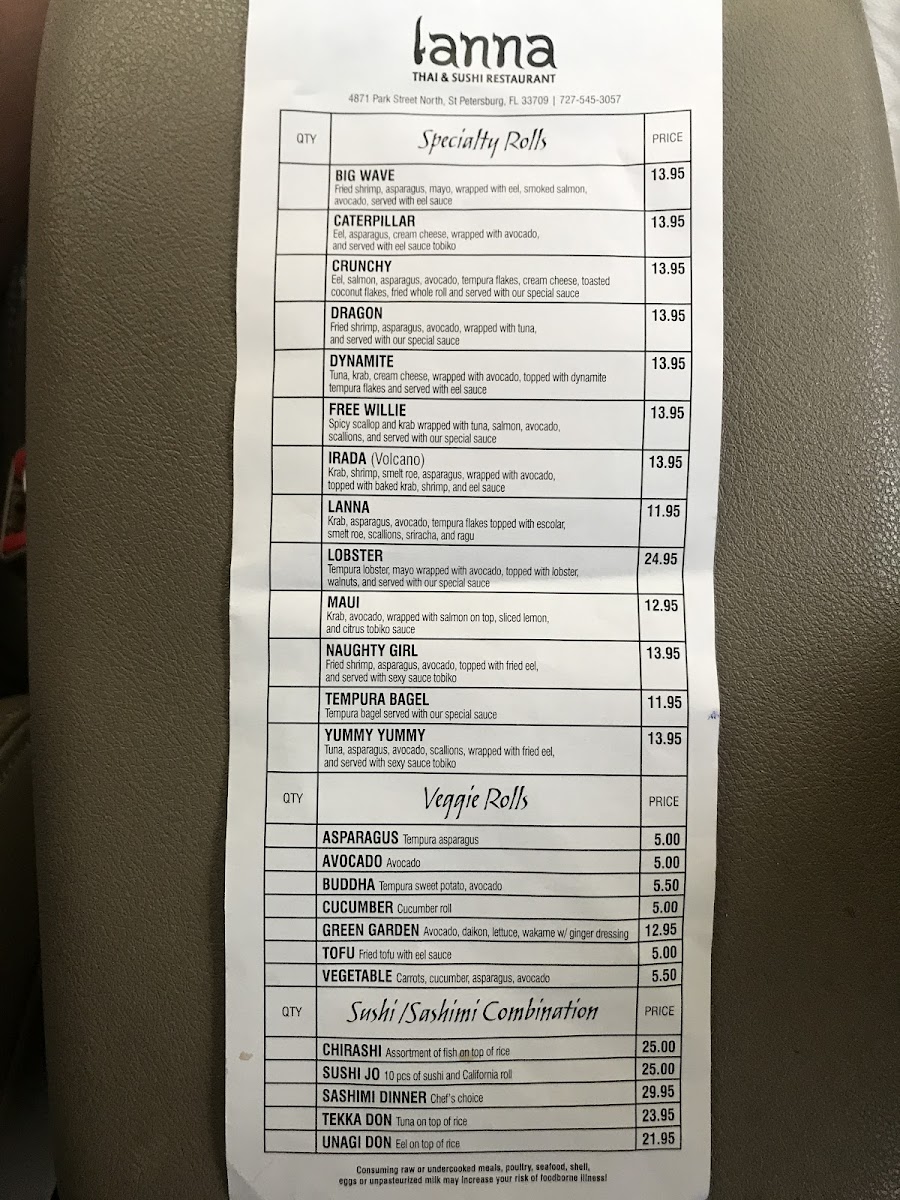 lanna
THAI & SUSHI RESTAURANT
4871 Park Street North, St Petersburg, FL 33709 | 727-545-3057
QTY Specialty Rolls PRICE
BIG WAVE 13.95
Fried shrimp, asparagus, mayo, wrapped with eel, smoked salmon,
avocado, served with eel sauce
CATERPILLAR 13.95
Eel, asparagus, cream cheese, wrapped with avocado,
and served with eel sauce tobiko
CRUNCHY 13.95
Eel, salmon, asparagus, avocado, tempura flakes, cream cheese, toasted
coconut flakes, fried whole roll and served with our special sauce
DRAGON 13.95
Fried shrimp, asparagus, avocado, wrapped with tuna,
and served with our special sauce
DYNAMITE 13.95
Tuna, krab, cream cheese, wrapped with avocado, topped with dynamite
tempura flakes and served with eel sauce
FREE WILLIE 13.95
Spicy scallop and krab wrapped with tuna, salmon, avocado,
scallions, and served with our special sauce
IRADA (Volcano) 13.95
Krab, shrimp, smelt roe, asparagus, wrapped with avocado,
topped with baked krab, shrimp, and eel sauce
LANNA 11.95
Krab, asparagus, avocado, tempura flakes topped with escolar,
smelt roe, scallions, sriracha, and ragu
LOBSTER 24.95
Tempura lobster, mayo wrapped with avocado, topped with lobster,
walnuts, and served with our special sauce
MAUI 12.95
Krab, avocado, wrapped with salmon on top, sliced lemon,
and citrus tobiko sauce
NAUGHTY GIRL 13.95
Fried shrimp, asparagus, avocado, topped with fried eel,
and served with sexy sauce tobiko
TEMPURA BAGEL 11.95
Tempura bagel served with our special sauce
YUMMY YUMMY 13.95
Tuna, asparagus, avocado, scallions, wrapped with fried eel,
and served with sexy sauce tobiko
QTY Veggie Rolls PRICE
ASPARAGUS Tempura asparagus 5.00
AVOCADO Avocado 5.00
BUDDHA Tempura sweet potato, avocado 5.50
CUCUMBER Cucumber roll 5.00
GREEN GARDEN Avocado, daikon, lettuce, wakame w/ ginger dressing 12.95
TOFU Fried tofu with eel sauce 5.00
VEGETABLE Carrots, cucumber, asparagus, avocado 5.50
QTY Sushi/Sashimi Combination PRICE
CHIRASHI Assortment of fish on top of rice 25.00
SUSHI JO 10 pcs of sushi and California roll 25.00
SASHIMI DINNER Chef's choice 29.95
TEKKA DON Tuna on top of rice 23.95
UNAGI DON Eel on top of rice 21.95
Consuming raw or undercooked meals, poultry, seafood, shell,
eggs or unpasteurized milk may increase your risk of foodborne illness!